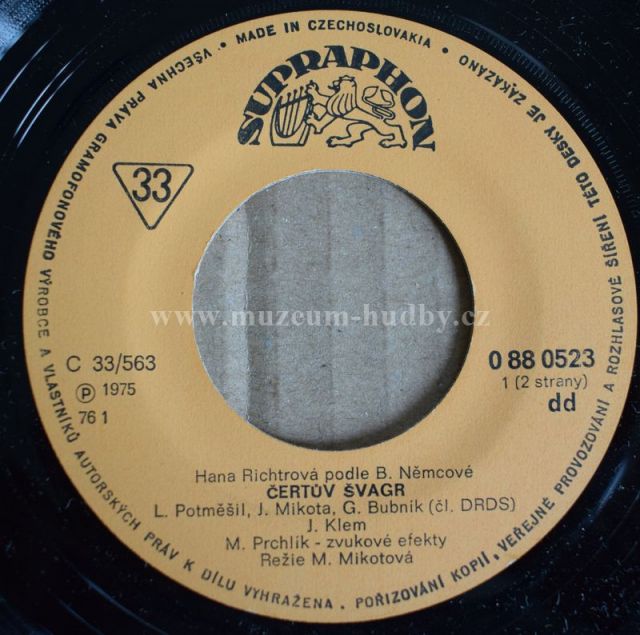 MADE IN CZECHOSLOVAKIA •
SUPRAPHON
• VŠECHNA PRÁVA GRAMOFONOVÉHO VÝROBCE A VLASTNÍKŮ AUTORSKÝCH PRÁV K DÍLU VYHRAŽENA. POŘIZOVÁNÍ KOPIÍ, VEŘEJNÉ PROVOZOVÁNÍ A ROZHLASOVÉ ŠÍŘENÍ TÉTO DESKY JE ZAKÁZÁNO •
33
www.muzeum-hudby.cz
C 33/563
Ⓟ 1975
76 1
0 88 0523
1 (2 strany)
dd
Hana Richtrová podle B. Němcové
ČERTŮV ŠVAGR
L. Potměšil, J. Mikota, G. Bubník (čl. DRDS)
J. Klem
M. Prchlík - zvukové efekty
Režie M. Mikotová